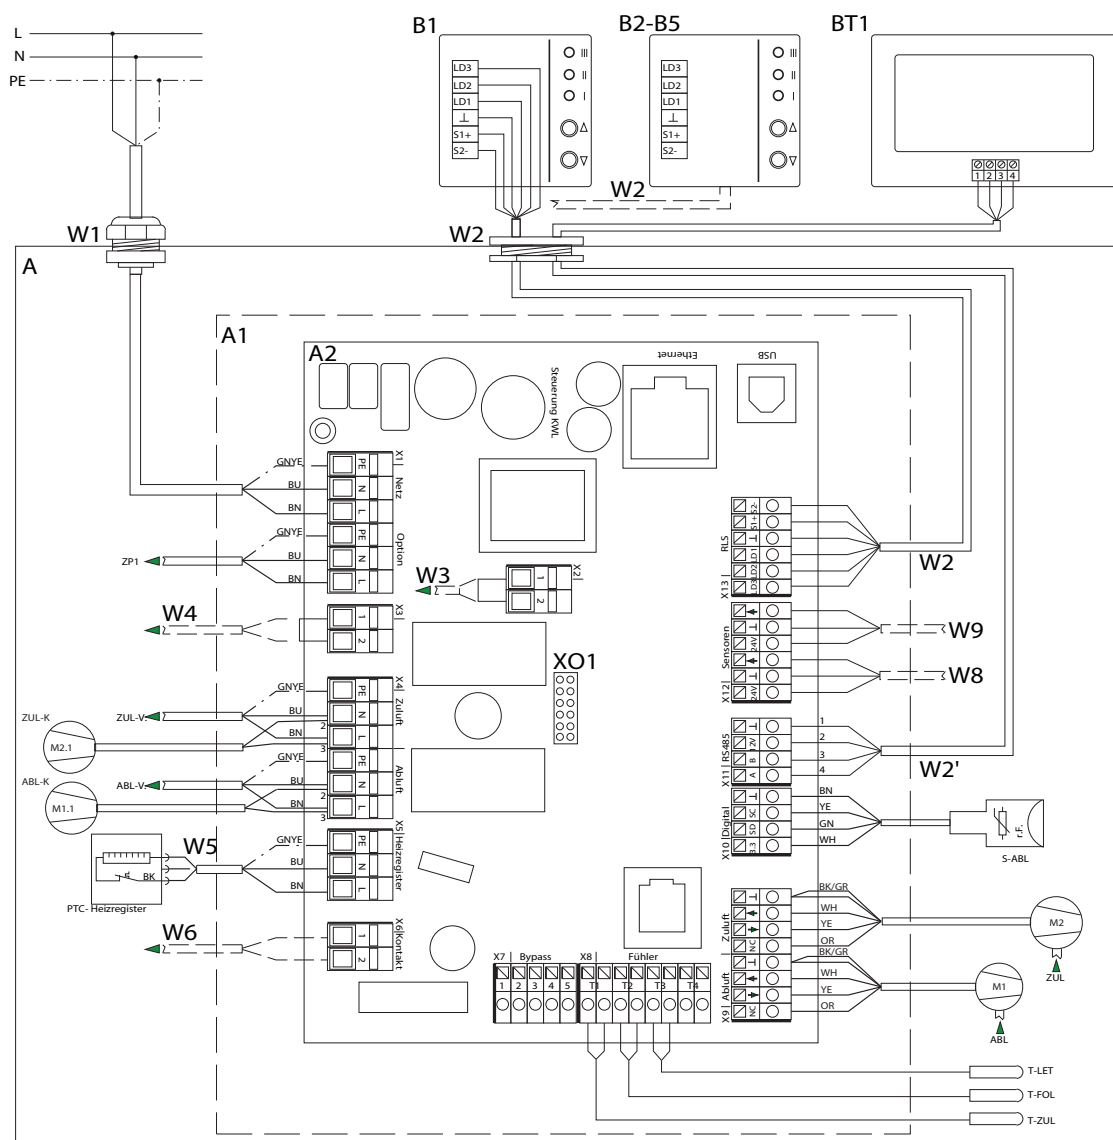 L
N
PE
B1
LD3
LD2
LD1
⊥
S1+
S2-
III
II
I
B2-B5
LD3
LD2
LD1
⊥
S1+
S2-
III
II
I
W2
BT1
1 2 3 4
W1
W2
A
A1
A2
Steuerung KWL
Ethernet
USB
X1
Netz
GNYE PE
BU N
BN L
Option
GNYE PE
BU N
BN L
ZP1
W3
X2
1
2
W4
X3
1
2
XO1
X4
Zuluft
GNYE PE
BU N
BN L
2
3
ZUL-K
M2.1
ZUL-V.
Abluft
GNYE PE
BU N
BN L
2
3
ABL-K
M1.1
ABL-V.
X5
Heizregister
GNYE PE
BU N
BN L
W5
BK
PTC- Heizregister
X6
Kontakt
1
2
W6
X7 | Bypass
1 2 3 4 5
X8 | Fühler
T1 T2 T3 T4
X13 | RLS
S2-
S1+
⊥
LD1
LD2
LD3
W2
X12 | Sensoren
⊥
24V
⊥
24V
W9
W8
X11 | RS485
⊥ 1
12V 2
B 3
A 4
W2'
X10 | Digital
⊥ BN
SC YE
SD GN
3.3 WH
r.F.
S-ABL
Zuluft
⊥ BK/GR
WH
YE
NC OR
M2
ZUL
X9 | Abluft
⊥ BK/GR
WH
YE
NC OR
M1
ABL
T-LET
T-FOL
T-ZUL